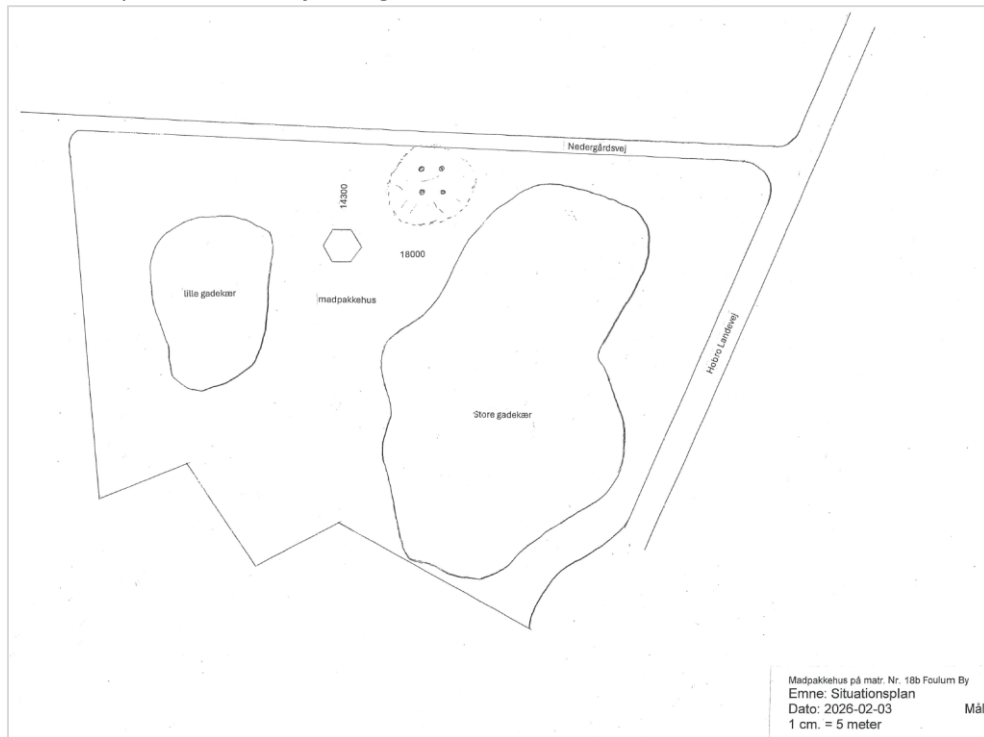 Nedergårdsvej
14300
18000
lille gadekær
madpakkehus
Hobro Landevej
Store gadekær
Madpakkehus på matr. Nr. 18b Foulum By
Emne: Situationsplan
Dato: 2026-02-03
Mål
1 cm. = 5 meter